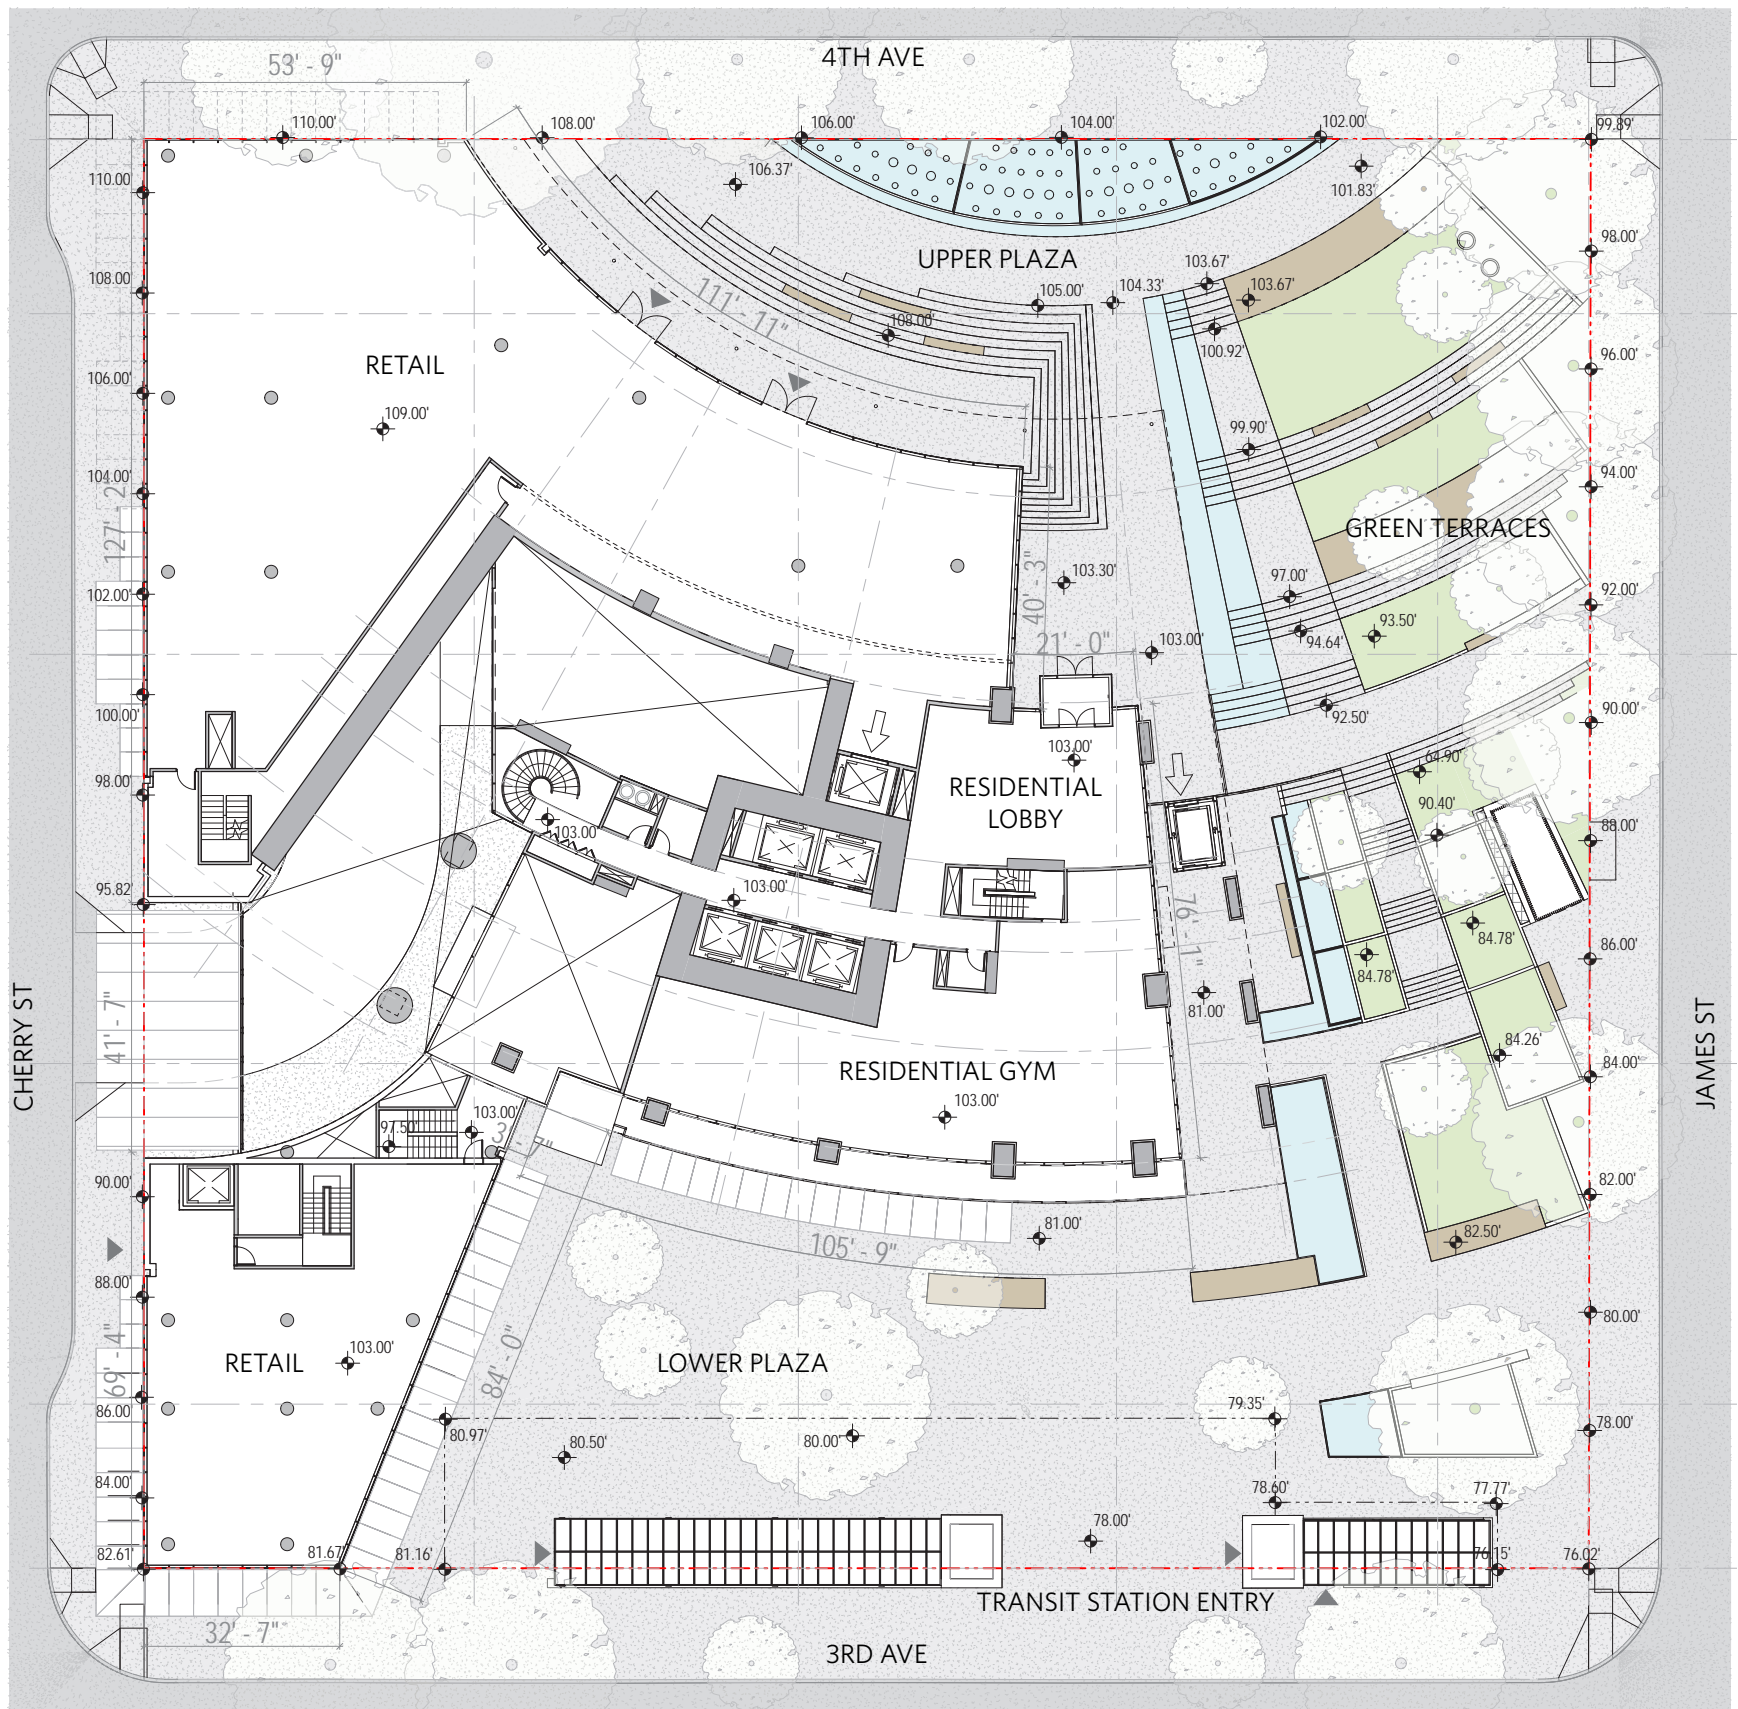 4TH AVE
53' - 9"
110.00'
108.00'
106.00'
104.00'
102.00'
99.89'
110.00'
106.37'
101.83'
98.00'
UPPER PLAZA
108.00'
103.67'
104.33'
103.67'
105.00'
111' - 11"
108.00'
100.92'
96.00'
RETAIL
106.00'
109.00'
99.90'
104.00'
94.00'
127' - 2"
GREEN TERRACES
103.30'
40' - 3"
97.00'
92.00'
102.00'
93.50'
94.64'
21' - 0"
103.00'
100.00'
90.00'
92.50'
103.00'
98.00'
RESIDENTIAL
LOBBY
90.40'
88.00'
103.00'
95.82'
103.00'
76' - 1"
84.78'
86.00'
84.78'
81.00'
CHERRY ST
JAMES ST
41' - 7"
84.26'
84.00'
RESIDENTIAL GYM
103.00'
103.00'
97.50'
90.00'
82.00'
81.00'
82.50'
105' - 9"
88.00'
80.00'
69' - 4"
84' - 0"
RETAIL
103.00'
LOWER PLAZA
86.00'
80.97'
80.50'
80.00'
79.35'
78.00'
84.00'
78.60'
77.77'
78.00'
82.61'
81.67'
81.16'
76.15'
76.02'
TRANSIT STATION ENTRY
32' - 7"
3RD AVE